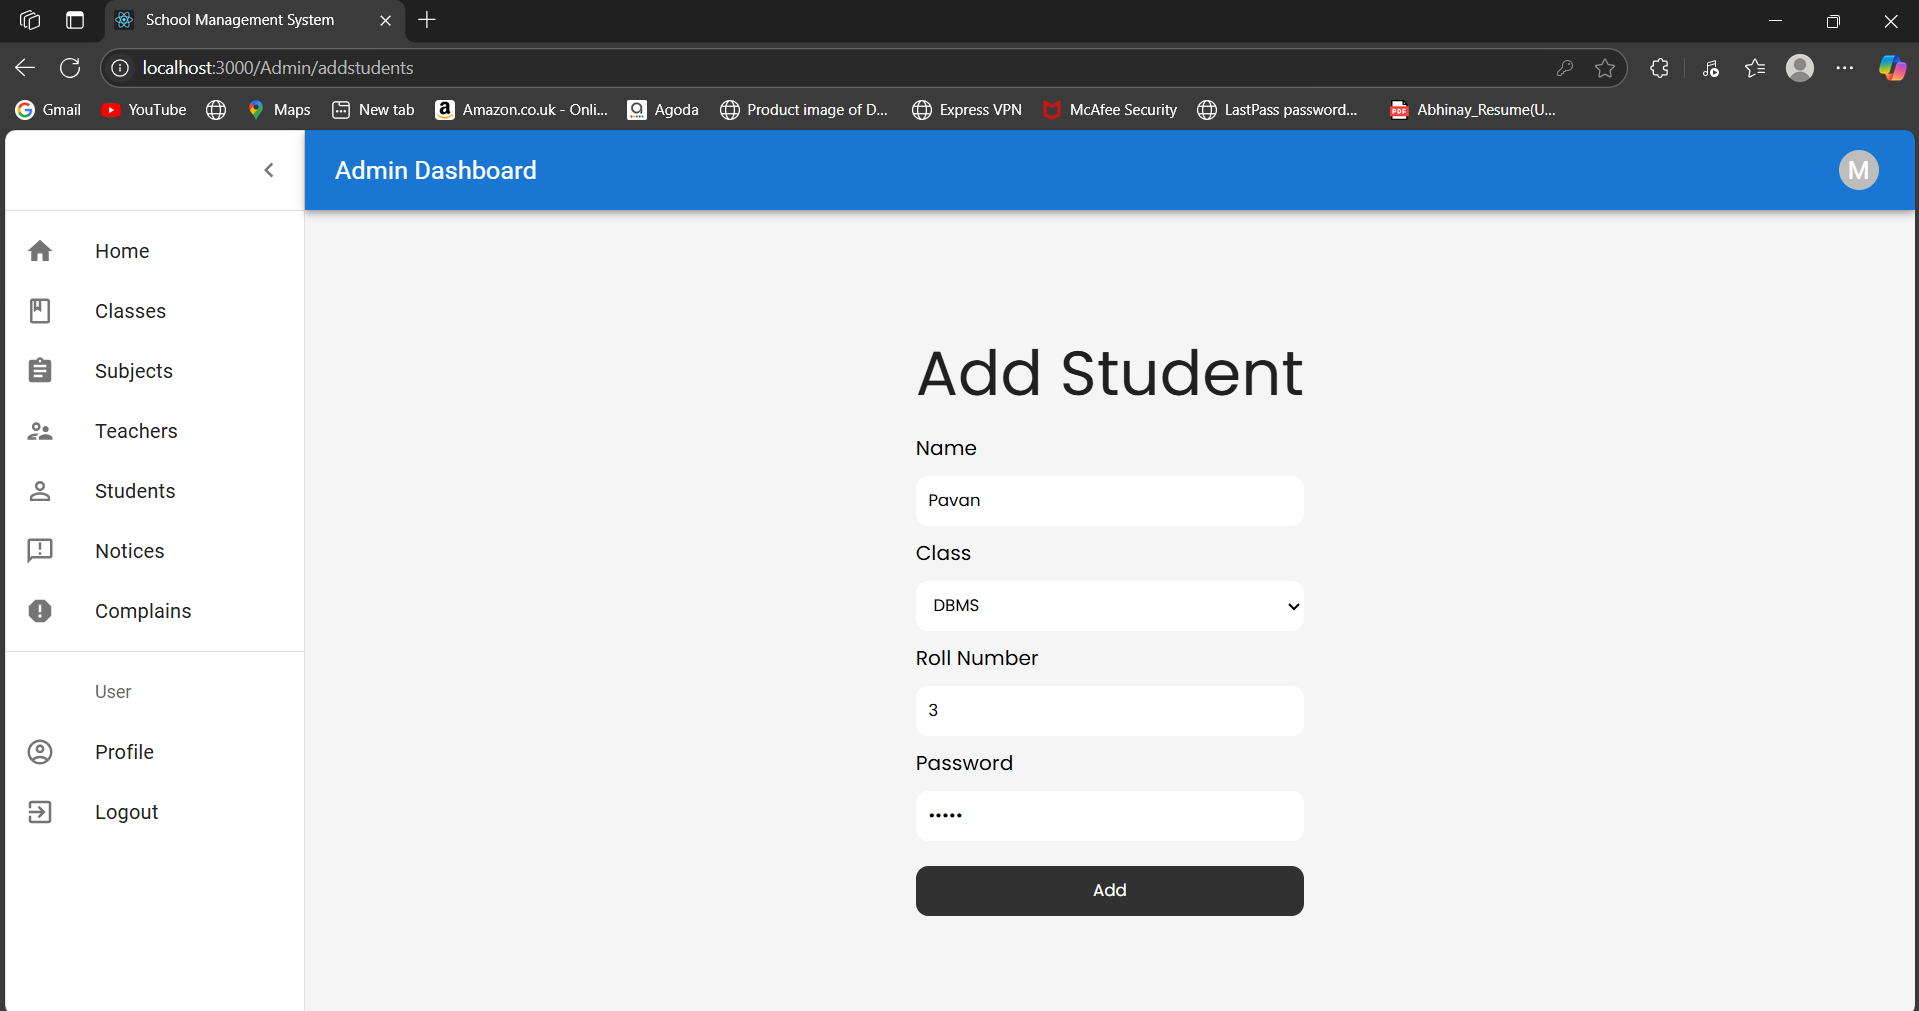 School Management System
localhost:3000/Admin/addstudents
Gmail YouTube Maps New tab Amazon.co.uk - Onli... Agoda Product image of D... Express VPN McAfee Security LastPass password... Abhinay_Resume(U...
Admin Dashboard
M
Home
Classes
Subjects
Teachers
Students
Notices
Complains
User
Profile
Logout
Add Student
Name
Pavan
Class
DBMS
Roll Number
3
Password
•••••
Add